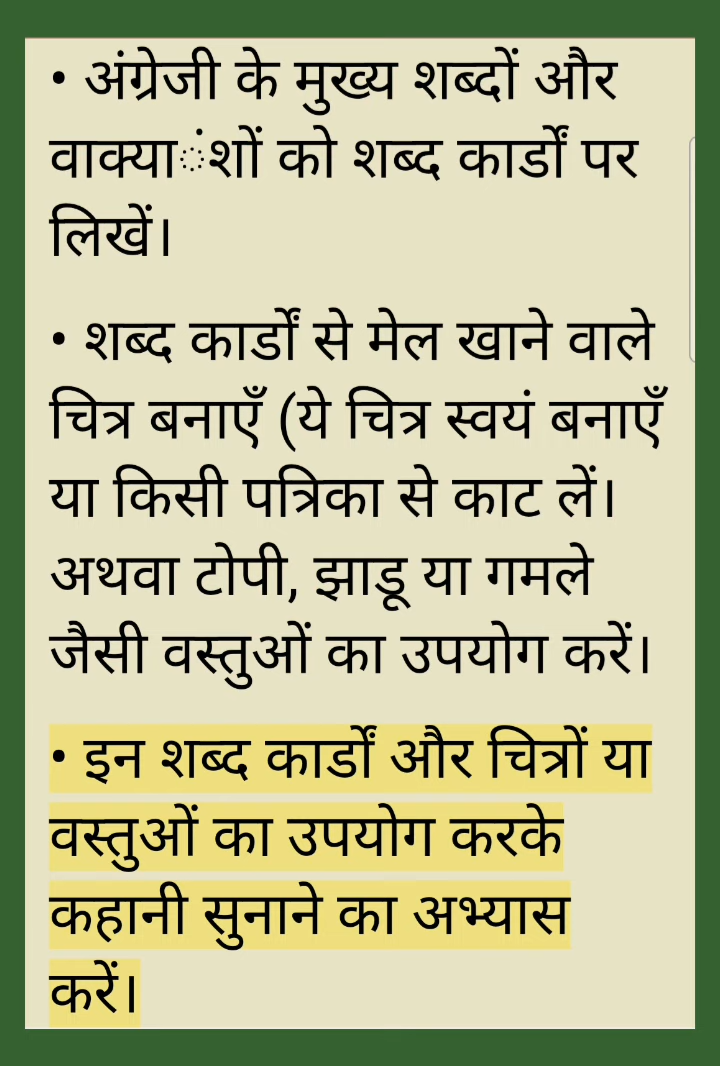 • अंग्रेजी के मुख्य शब्दों और
वाक्यांशों को शब्द कार्डों पर
लिखें।
• शब्द कार्डों से मेल खाने वाले
चित्र बनाएँ (ये चित्र स्वयं बनाएँ
या किसी पत्रिका से काट लें।
अथवा टोपी, झाडू या गमले
जैसी वस्तुओं का उपयोग करें।
• इन शब्द कार्डों और चित्रों या
वस्तुओं का उपयोग करके
कहानी सुनाने का अभ्यास
करें।